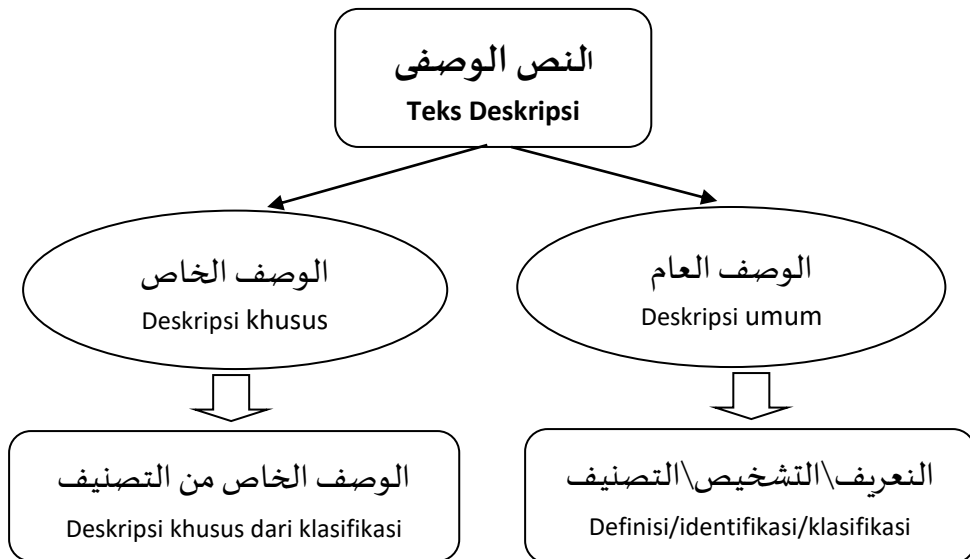 النص الوصفى
Teks Deskripsi
الوصف العام
Deskripsi umum
الوصف الخاص
Deskripsi khusus
النعريف\التشخيص\التصنيف
Definisi/identifikasi/klasifikasi
الوصف الخاص من التصنيف
Deskripsi khusus dari klasifikasi